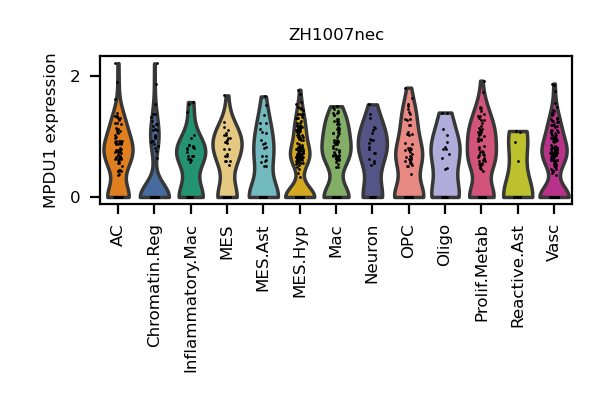 ZH1007nec
MPDU1 expression
2
0
AC
Chromatin.Reg
Inflammatory.Mac
MES
MES.Ast
MES.Hyp
Mac
Neuron
OPC
Oligo
Prolif.Metab
Reactive.Ast
Vasc